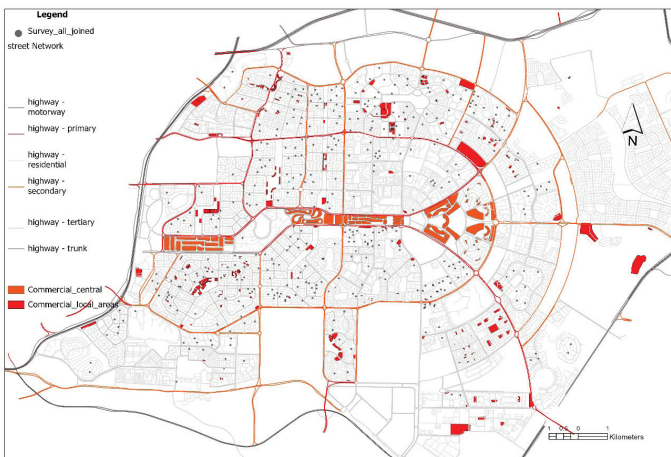 Legend
Survey_all_joined
street Network
highway -
motorway
highway - primary
highway -
residential
highway -
secondary
highway - tertiary
highway - trunk
Commercial_central
Commercial_local_areas
N
1 0.5 0 1
Kilometers